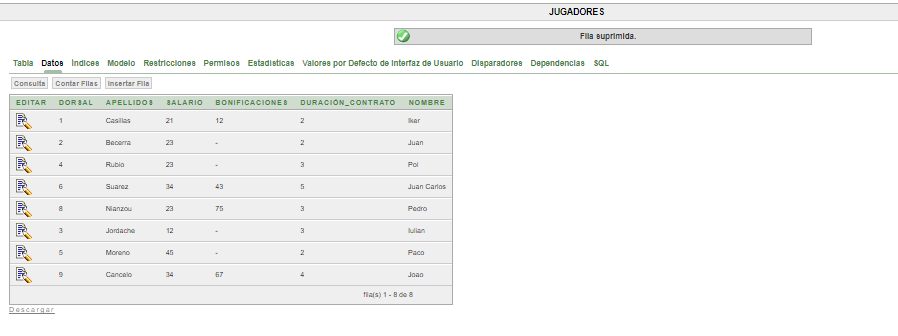 JUGADORES
Fila suprimida.
Tabla Datos Índices Modelo Restricciones Permisos Estadísticas Valores por Defecto de Interfaz de Usuario Disparadores Dependencias SQL
Consulta Contar Filas Insertar Fila
EDITAR DORSAL APELLIDOS SALARIO BONIFICACIONES DURACIÓN_CONTRATO NOMBRE
1 Casillas 21 12 2 Iker
2 Becerra 23 - 2 Juan
4 Rubio 23 - 3 Pol
6 Suarez 34 43 5 Juan Carlos
8 Nianzou 23 75 3 Pedro
3 Jordache 12 - 3 Iulian
5 Moreno 45 - 2 Paco
9 Cancelo 34 67 4 Joao
fila(s) 1 - 8 de 8
Descargar